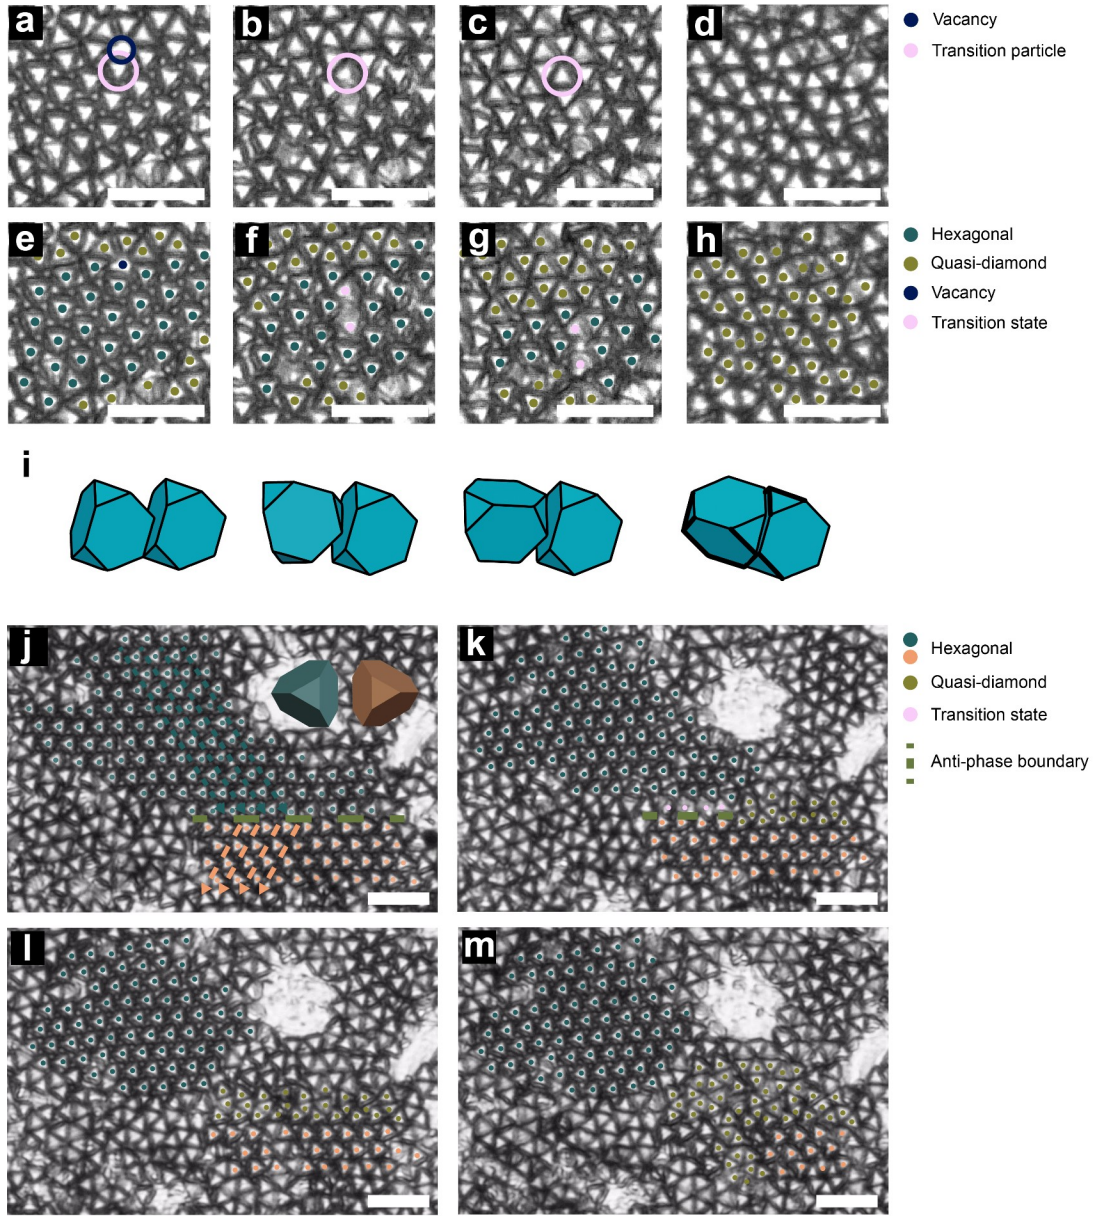 a
b
c
d
Vacancy
Transition particle
e
f
g
h
Hexagonal
Quasi-diamond
Vacancy
Transition state
i
j
k
Hexagonal
Quasi-diamond
Transition state
Anti-phase boundary
l
m